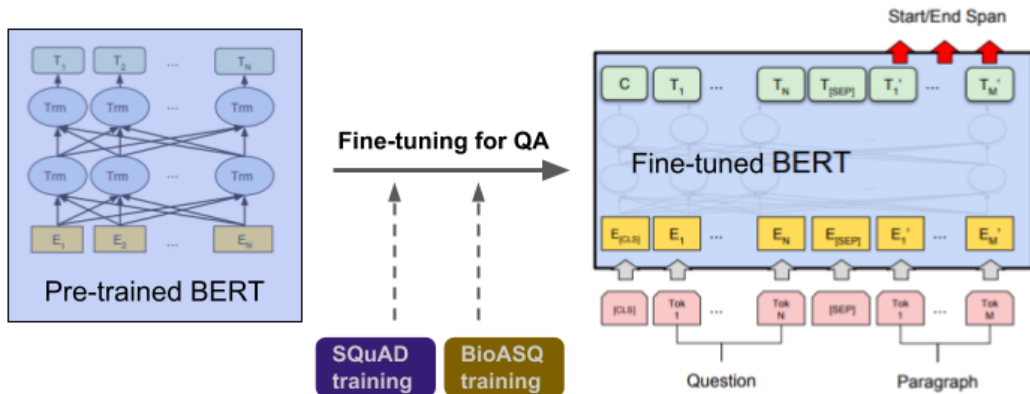 T1 T2 ... TN
Trm Trm ... Trm
Trm Trm ... Trm
E1 E2 ... EN
Pre-trained BERT
Fine-tuning for QA
SQuAD
training
BioASQ
training
Start/End Span
C T1 ... TN T[SEP] T1' ... TM'
Fine-tuned BERT
E[CLS] E1 ... EN E[SEP] E1' ... EM'
[CLS] Tok 1 ... Tok N [SEP] Tok 1 ... Tok M
Question Paragraph